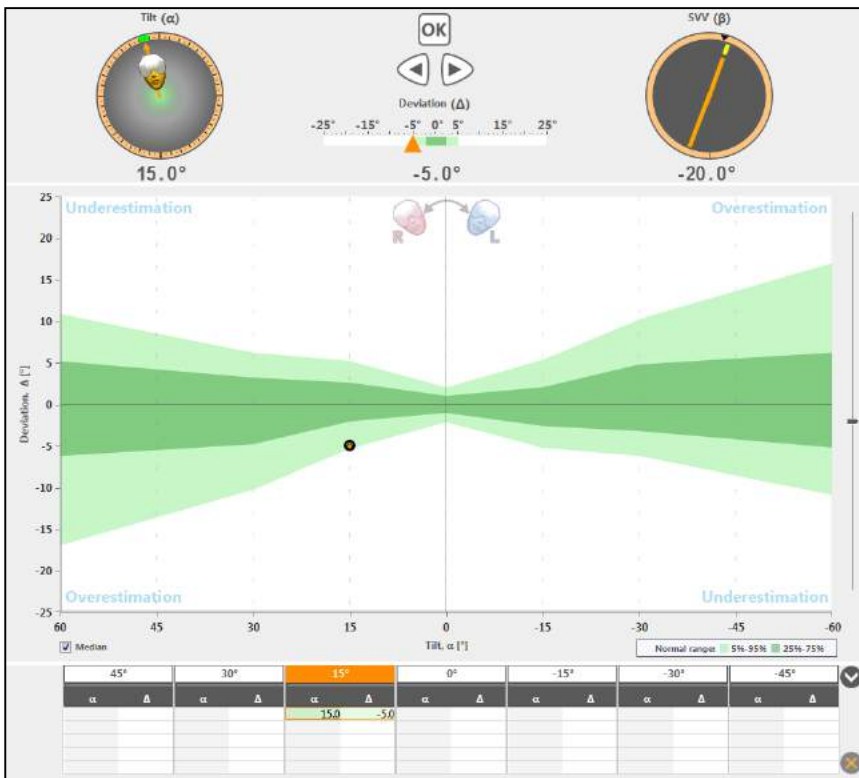 Tilt (α)
OK
SVV (β)
Deviation (Δ)
-25° -15° -5° 0° 5° 15° 25°
15.0°
-5.0°
-20.0°
Underestimation
Overestimation
R
L
25
20
15
10
5
0
-5
-10
-15
-20
-25
Deviation, Δ [°]
Overestimation
Underestimation
60 45 30 15 0 -15 -30 -45 -60
Median
Tilt, α [°]
Normal range: 5%-95% 25%-75%
45° 30° 15° 0° -15° -30° -45°
α Δ α Δ α Δ α Δ α Δ α Δ α Δ
15.0 -5.0